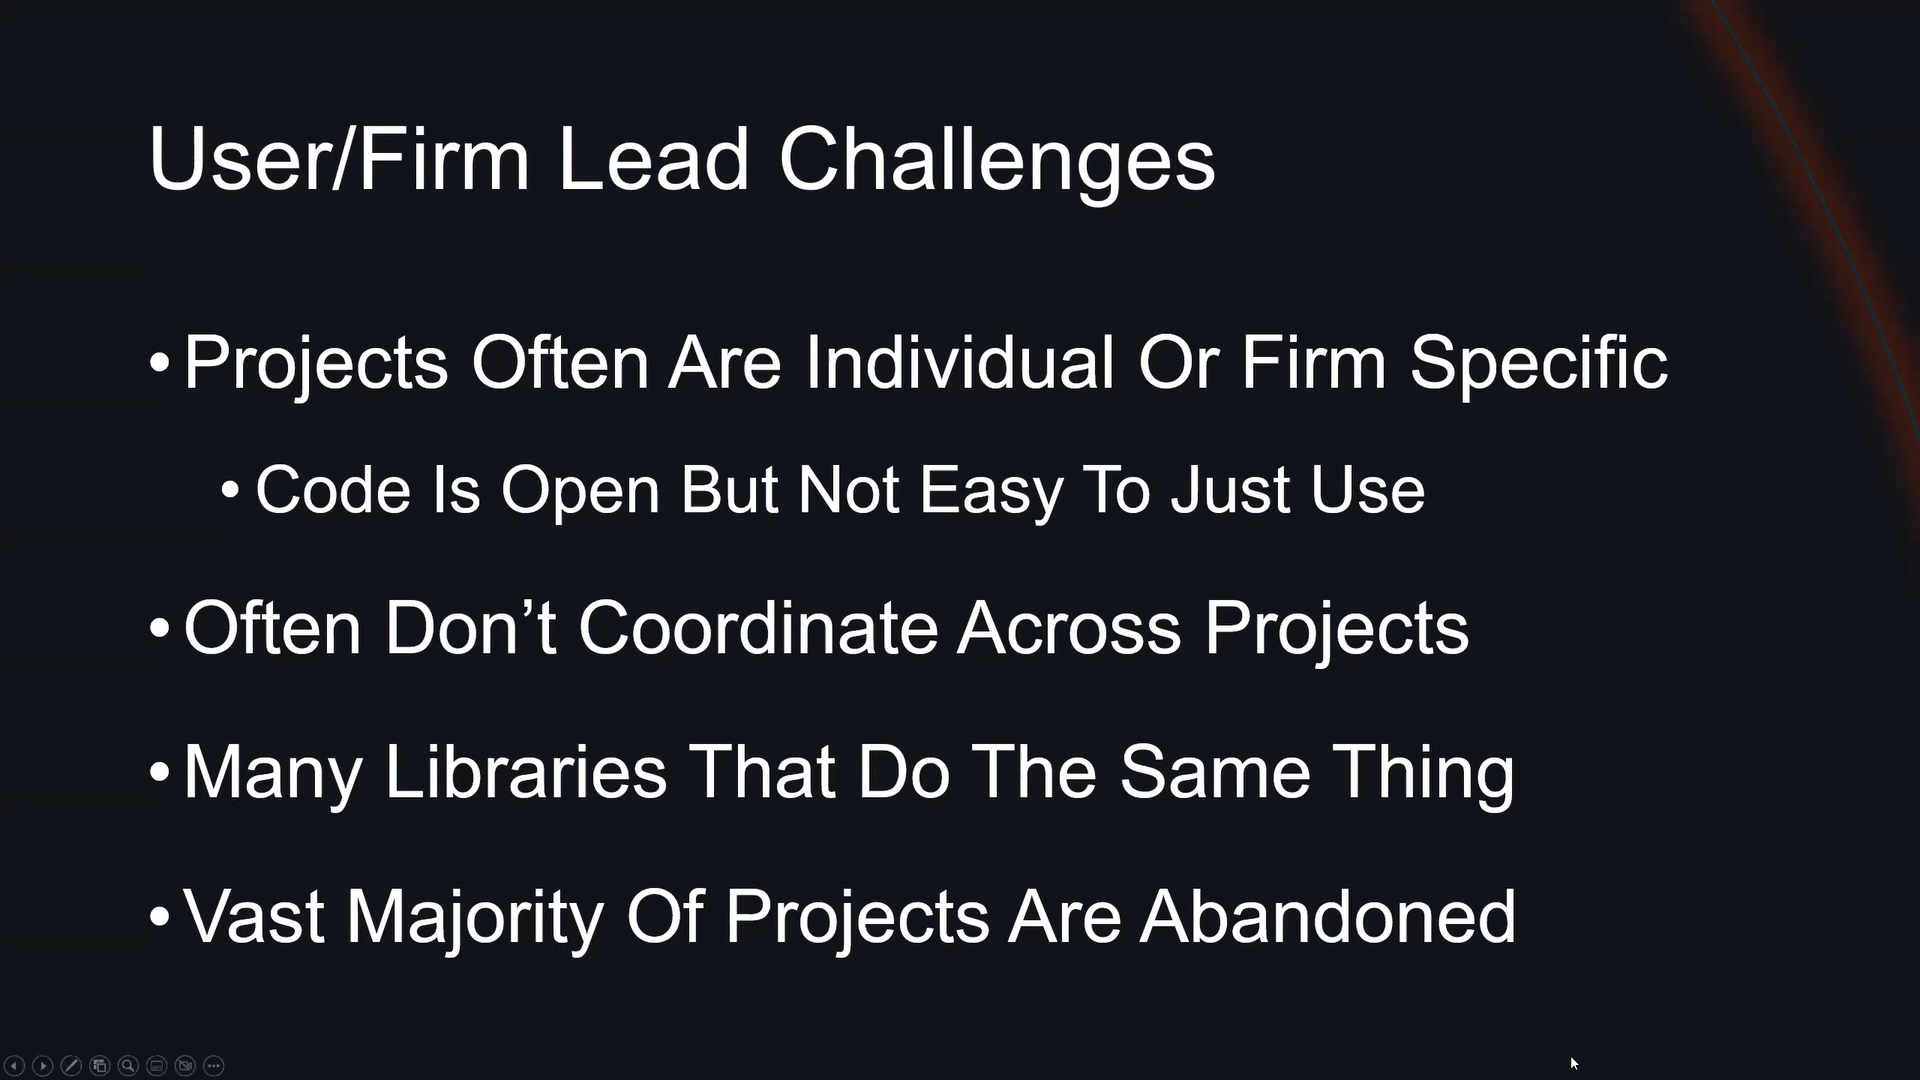 User/Firm Lead Challenges
• Projects Often Are Individual Or Firm Specific
• Code Is Open But Not Easy To Just Use
• Often Don’t Coordinate Across Projects
• Many Libraries That Do The Same Thing
• Vast Majority Of Projects Are Abandoned